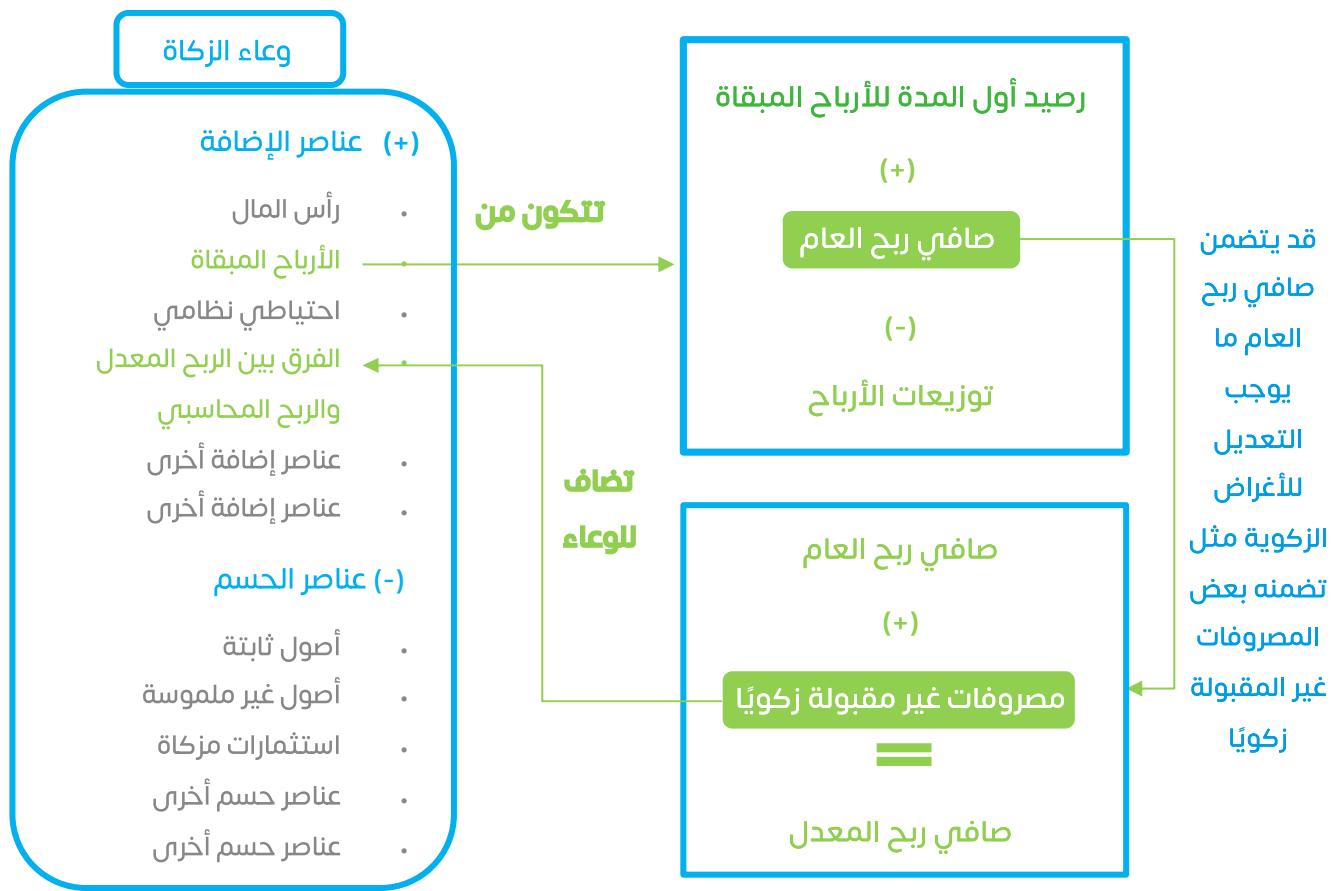 وعاء الزكاة
(+) عناصر الإضافة
• رأس المال
• الأرباح المبقاة
• احتياطي نظامي
• الفرق بين الربح المعدل
والربح المحاسبي
• عناصر إضافة أخرى
• عناصر إضافة أخرى
(-) عناصر الحسم
• أصول ثابتة
• أصول غير ملموسة
• استثمارات مزكاة
• عناصر حسم أخرى
• عناصر حسم أخرى
تتكون من
رصيد أول المدة للأرباح المبقاة
(+)
صافي ربح العام
(-)
توزيعات الأرباح
قد يتضمن
صافي ربح
العام ما
يوجب
التعديل
للأغراض
الزكوية مثل
تضمنه بعض
المصروفات
غير المقبولة
زكويًا
صافي ربح العام
(+)
مصروفات غير مقبولة زكويًا
=
صافي ربح المعدل
تضاف
للوعاء